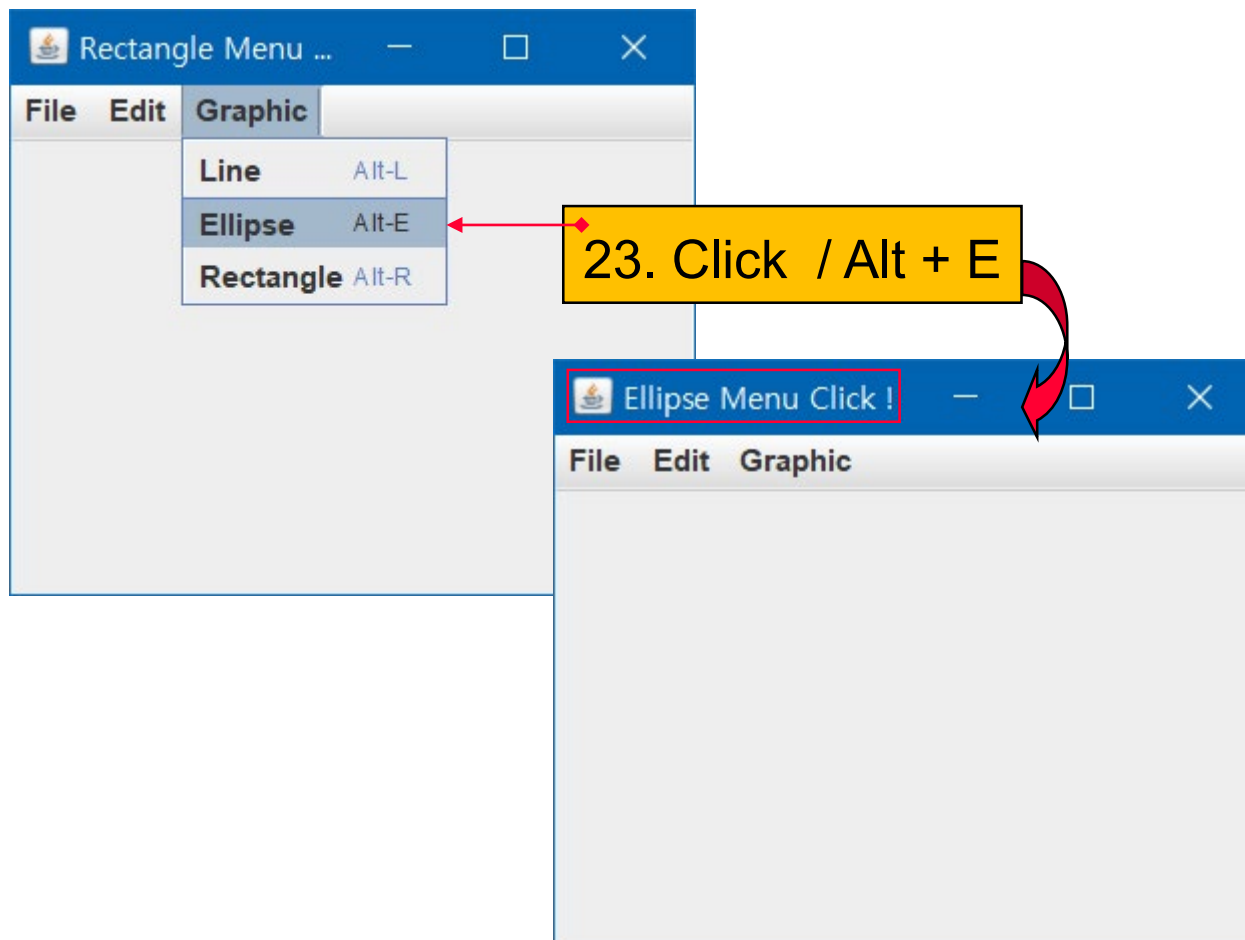 Rectangle Menu ...
File Edit Graphic
Line Alt-L
Ellipse Alt-E
Rectangle Alt-R
23. Click / Alt + E
Ellipse Menu Click !
File Edit Graphic